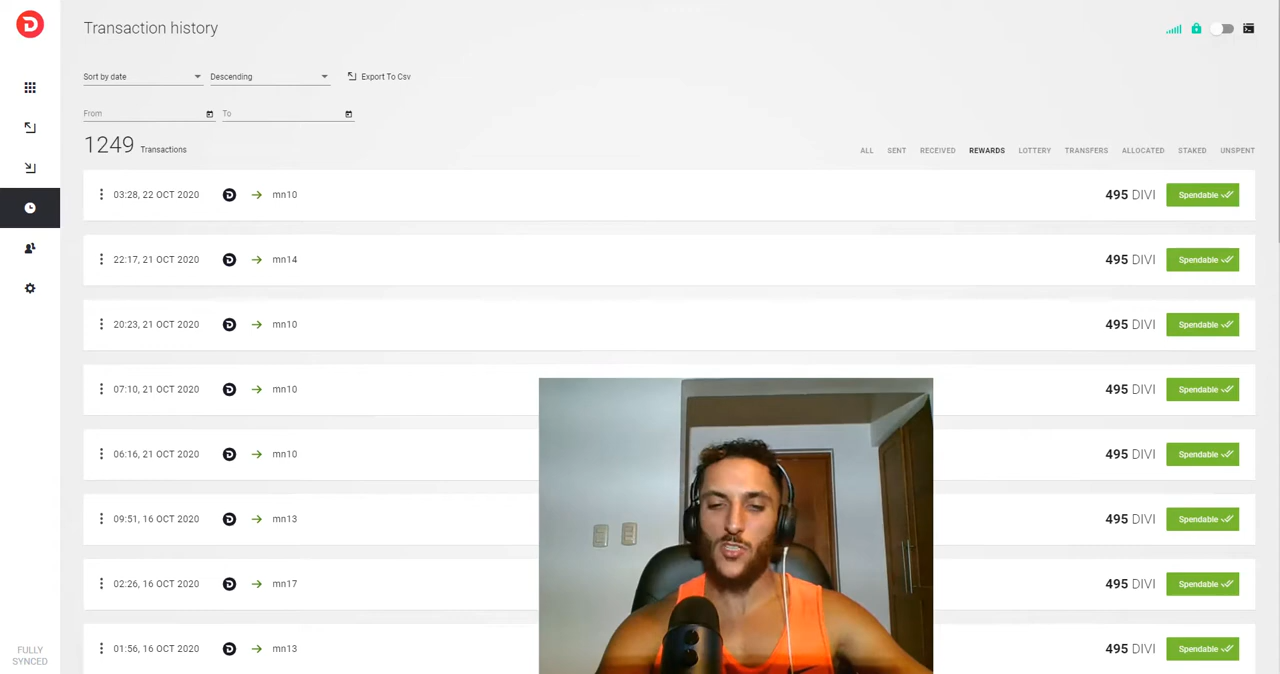 Transaction history
Sort by date Descending Export To Csv
From To
1249 Transactions
ALL SENT RECEIVED REWARDS LOTTERY TRANSFERS ALLOCATED STAKED UNSPENT
03:28, 22 OCT 2020 mn10 495 DIVI Spendable
22:17, 21 OCT 2020 mn14 495 DIVI Spendable
20:23, 21 OCT 2020 mn10 495 DIVI Spendable
07:10, 21 OCT 2020 mn10 495 DIVI Spendable
06:16, 21 OCT 2020 mn10 495 DIVI Spendable
09:51, 16 OCT 2020 mn13 495 DIVI Spendable
02:26, 16 OCT 2020 mn17 495 DIVI Spendable
01:56, 16 OCT 2020 mn13 495 DIVI Spendable
FULLY
SYNCED